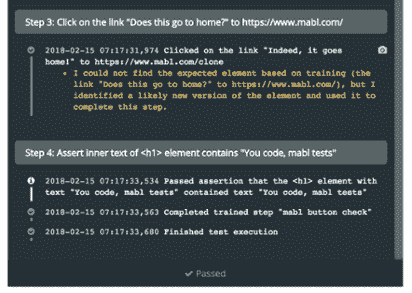 Step 3: Click on the link "Does this go to home?" to https://www.mabl.com/
2018-02-15 07:17:31,974 Clicked on the link "Indeed, it goes
home!" to https://www.mabl.com/clone
• I could not find the expected element based on training (the
link "Does this go to home?" to https://www.mabl.com/), but I
identified a likely new version of the element and used it to
complete this step.
Step 4: Assert inner text of <h1> element contains "You code, mabl tests"
2018-02-15 07:17:33,534 Passed assertion that the <h1> element with
text "You code, mabl tests" contained text "You code, mabl tests"
2018-02-15 07:17:33,563 Completed trained step "mabl button check"
2018-02-15 07:17:33,680 Finished test execution
✓ Passed